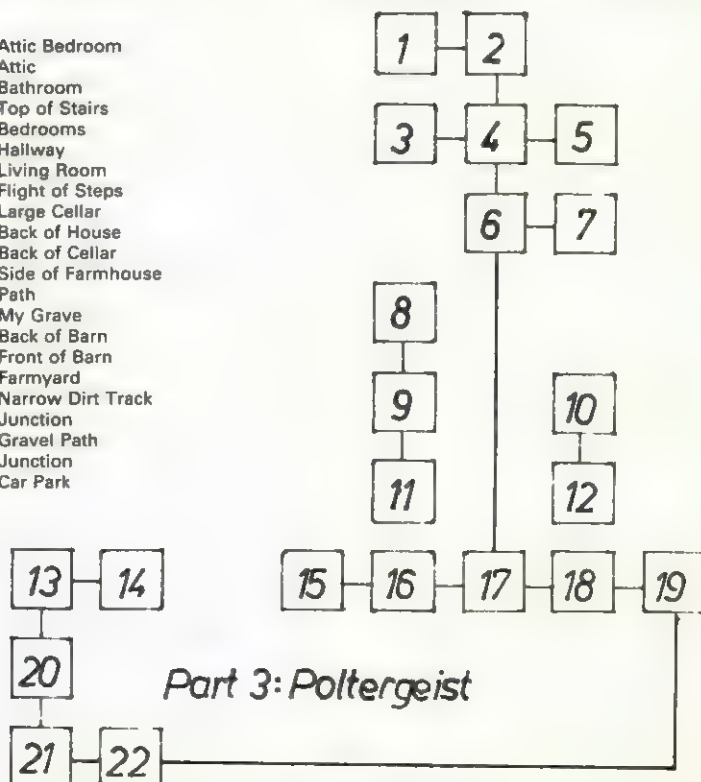 Attic Bedroom
Attic
Bathroom
Top of Stairs
Bedrooms
Hallway
Living Room
Flight of Steps
Large Cellar
Back of House
Back of Cellar
Side of Farmhouse
Path
My Grave
Back of Barn
Front of Barn
Farmyard
Narrow Dirt Track
Junction
Gravel Path
Junction
Car Park
1 2
3 4 5
6 7
8
9 10
11 12
13 14 15 16 17 18 19
20
Part 3: Poltergeist
21 22